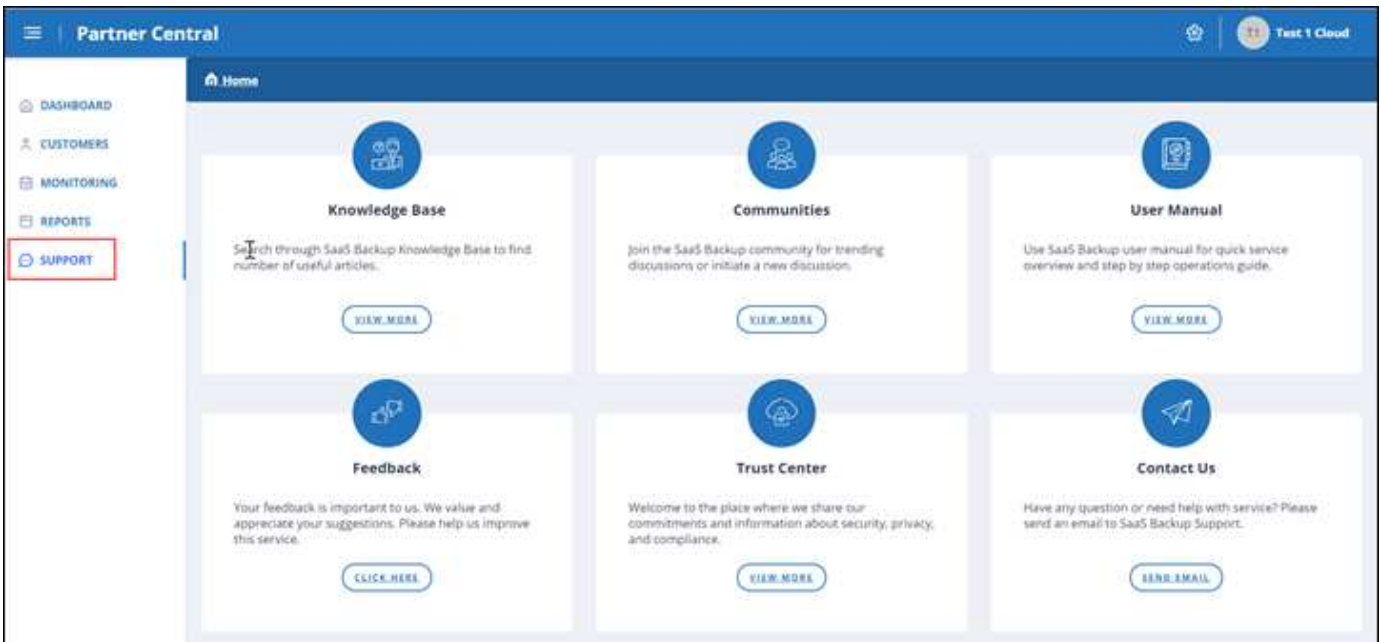 Partner Central
T1 Test 1 Cloud
Home
DASHBOARD
CUSTOMERS
MONITORING
REPORTS
SUPPORT
Knowledge Base
Search through SaaS Backup Knowledge Base to find
number of useful articles.
VIEW MORE
Communities
Join the SaaS Backup community for trending
discussions or initiate a new discussion.
VIEW MORE
User Manual
Use SaaS Backup user manual for quick service
overview and step by step operations guide.
VIEW MORE
Feedback
Your feedback is important to us. We value and
appreciate your suggestions. Please help us improve
this service.
CLICK HERE
Trust Center
Welcome to the place where we share our
commitments and information about security, privacy,
and compliance.
VIEW MORE
Contact Us
Have any question or need help with service? Please
send an email to SaaS Backup Support.
SEND EMAIL